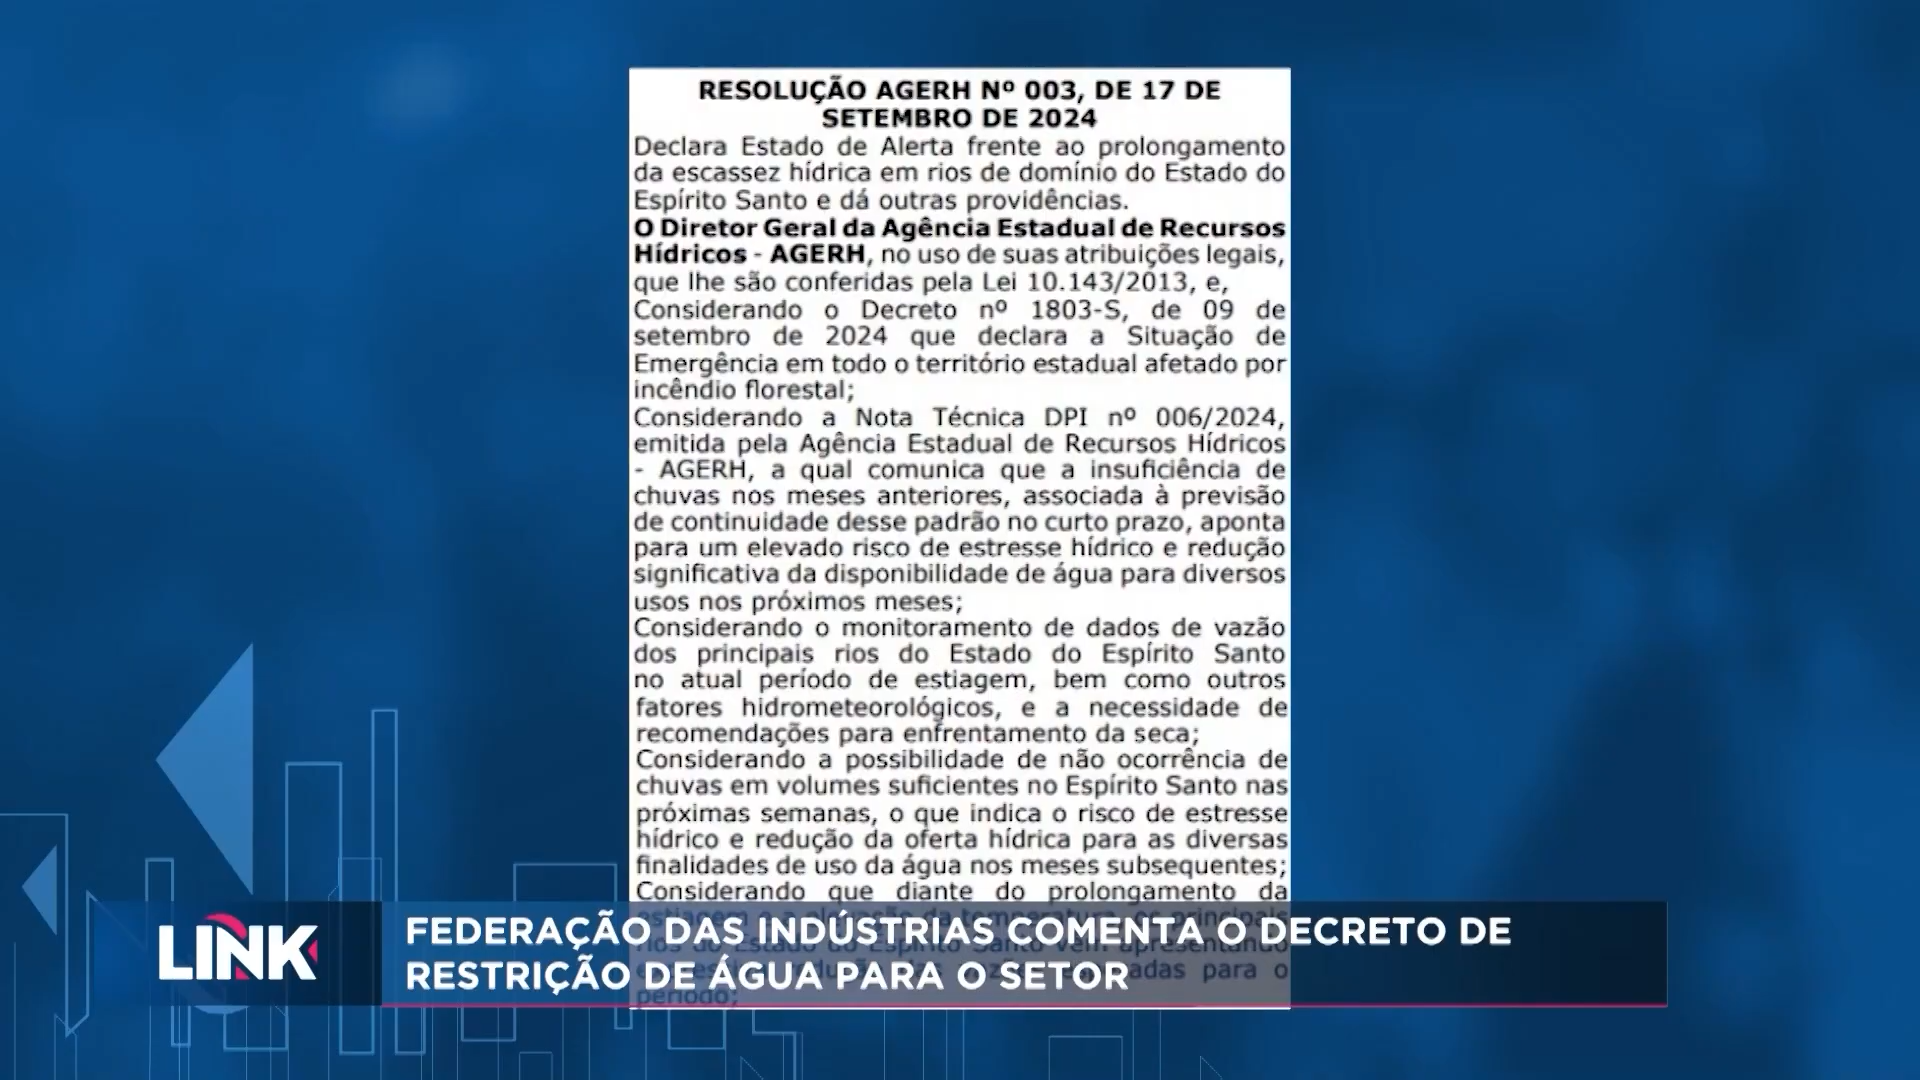 RESOLUÇÃO AGERH Nº 003, DE 17 DE
SETEMBRO DE 2024
Declara Estado de Alerta frente ao prolongamento
da escassez hídrica em rios de domínio do Estado do
Espírito Santo e dá outras providências.
O Diretor Geral da Agência Estadual de Recursos
Hídricos - AGERH, no uso de suas atribuições legais,
que lhe são conferidas pela Lei 10.143/2013, e,
Considerando o Decreto nº 1803-S, de 09 de
setembro de 2024 que declara a Situação de
Emergência em todo o território estadual afetado por
incêndio florestal;
Considerando a Nota Técnica DPI nº 006/2024,
emitida pela Agência Estadual de Recursos Hídricos
- AGERH, a qual comunica que a insuficiência de
chuvas nos meses anteriores, associada à previsão
de continuidade desse padrão no curto prazo, aponta
para um elevado risco de estresse hídrico e redução
significativa da disponibilidade de água para diversos
usos nos próximos meses;
Considerando o monitoramento de dados de vazão
dos principais rios do Estado do Espírito Santo
no atual período de estiagem, bem como outros
fatores hidrometeorológicos, e a necessidade de
recomendações para enfrentamento da seca;
Considerando a possibilidade de não ocorrência de
chuvas em volumes suficientes no Espírito Santo nas
próximas semanas, o que indica o risco de estresse
hídrico e redução da oferta hídrica para as diversas
finalidades de uso da água nos meses subsequentes;
Considerando que diante do prolongamento da
para o
período;
LINK
FEDERAÇÃO DAS INDÚSTRIAS COMENTA O DECRETO DE
RESTRIÇÃO DE ÁGUA PARA O SETOR